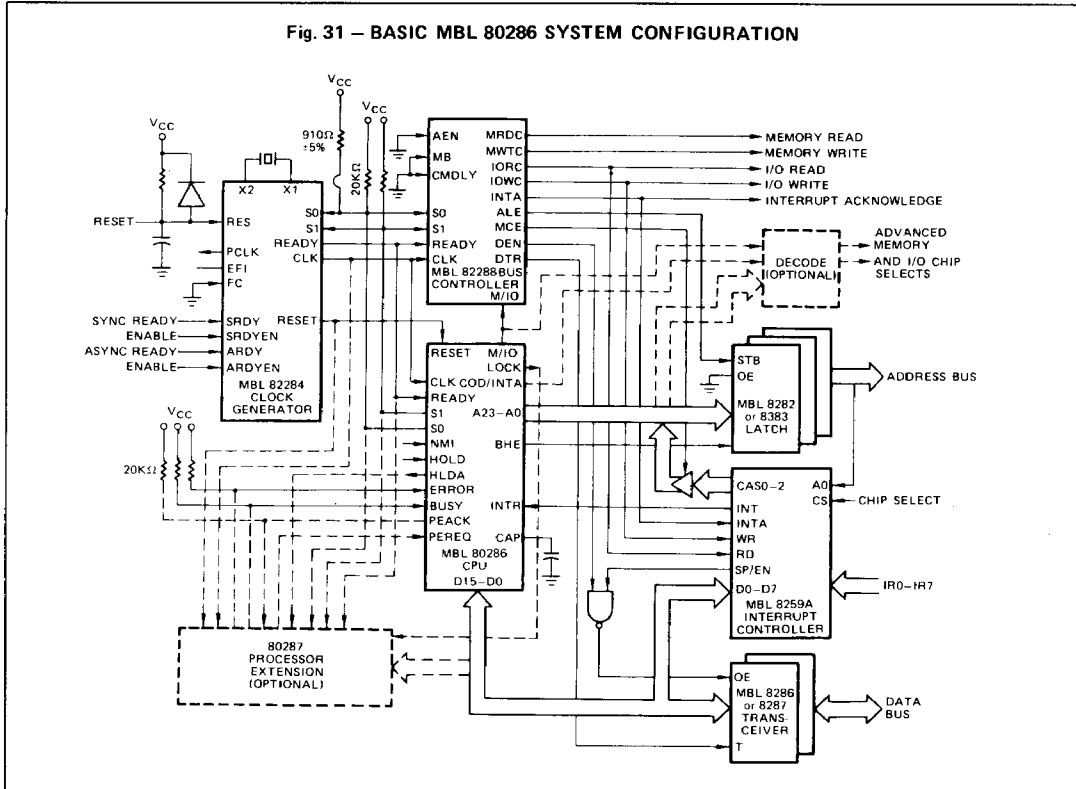 Fig. 31 – BASIC MBL 80286 SYSTEM CONFIGURATION
VCC
VCC
VCC
910Ω
±5%
20KΩ
X2
X1
RESET
RES
PCLK
EFI
FC
SYNC READY
SRDY
ENABLE
SRDYEN
ASYNC READY
ARDY
ENABLE
ARDYEN
S0
S1
READY
CLK
RESET
MBL 82284
CLOCK
GENERATOR
AEN
MB
CMDLY
S0
S1
READY
CLK
MRDC
MWTC
IORC
IOWC
INTA
ALE
MCE
DEN
DTR
MBL 82288BUS
CONTROLLER
M/IO
MEMORY READ
MEMORY WRITE
I/O READ
I/O WRITE
INTERRUPT ACKNOWLEDGE
DECODE
(OPTIONAL)
ADVANCED
MEMORY
AND I/O CHIP
SELECTS
RESET
M/IO
LOCK
CLK
COD/INTA
READY
S1
A23–A0
S0
NMI
BHE
HOLD
HLDA
ERROR
BUSY
INTR
PEACK
PEREQ
CAP
MBL 80286
CPU
D15–D0
VCC
20KΩ
80287
PROCESSOR
EXTENSION
(OPTIONAL)
STB
OE
MBL 8282
or 8383
LATCH
ADDRESS BUS
CAS0–2
A0
CS
CHIP SELECT
INT
INTA
WR
RD
SP/EN
D0–D7
MBL 8259A
INTERRUPT
CONTROLLER
IR0–IR7
OE
MBL 8286
or 8287
TRANS-
CEIVER
T
DATA
BUS